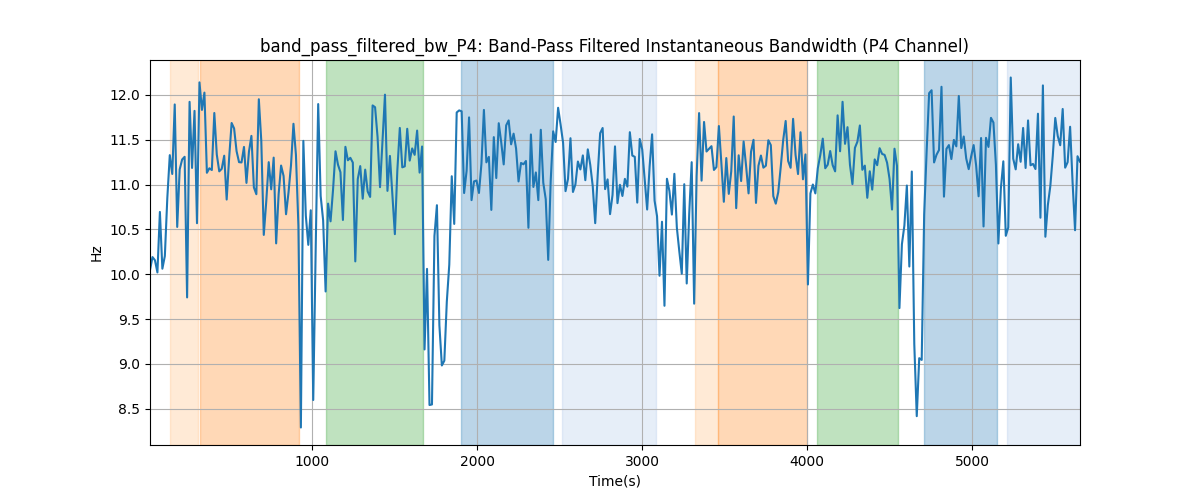 band_pass_filtered_bw_P4: Band-Pass Filtered Instantaneous Bandwidth (P4 Channel)
12.0
11.5
11.0
10.5
10.0
9.5
9.0
8.5
Hz
1000 2000 3000 4000 5000
Time(s)